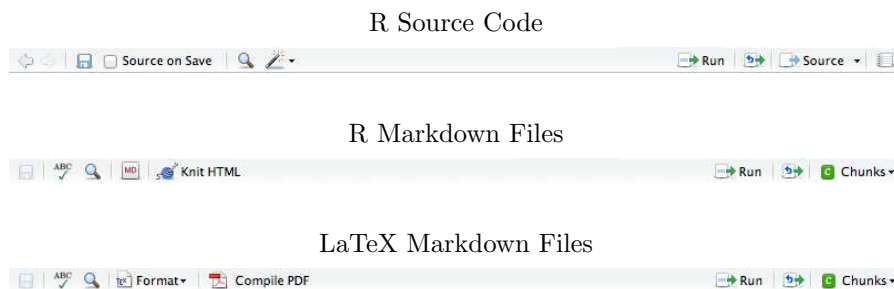 R Source Code
Source on Save Run Source
R Markdown Files
ABC MD Knit HTML Run C Chunks
LaTeX Markdown Files
ABC TEX Format Compile PDF Run C Chunks